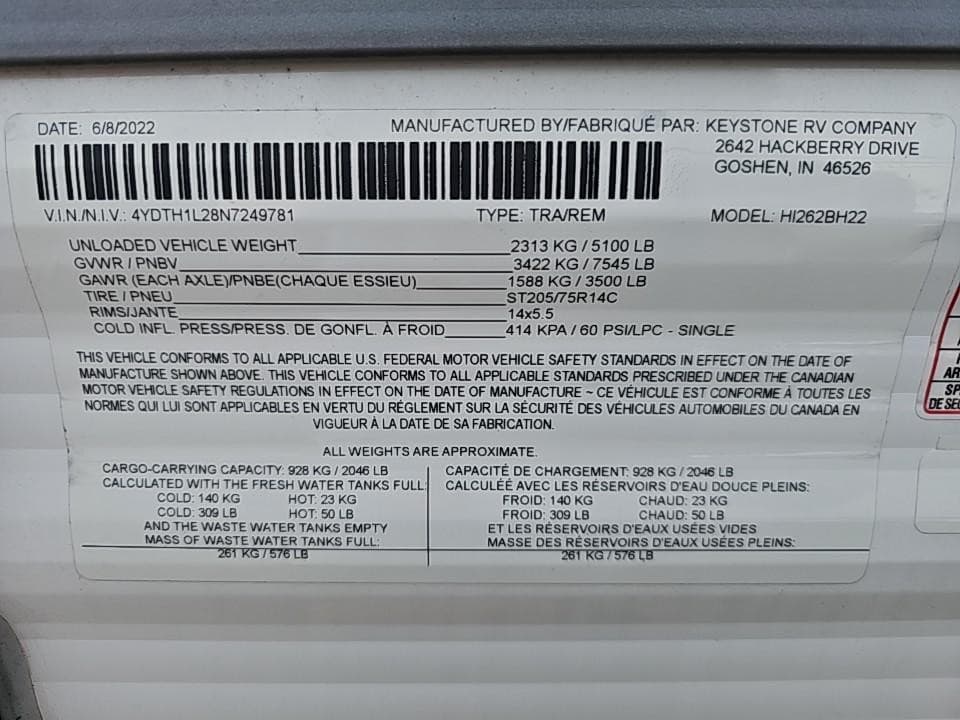 DATE: 6/8/2022
MANUFACTURED BY/FABRIQUÉ PAR: KEYSTONE RV COMPANY
2642 HACKBERRY DRIVE
GOSHEN, IN 46526
V.I.N./N.I.V.: 4YDTH1L28N7249781 TYPE: TRA/REM MODEL: HI262BH22
UNLOADED VEHICLE WEIGHT 2313 KG / 5100 LB
GVWR / PNBV 3422 KG / 7545 LB
GAWR (EACH AXLE)/PNBE(CHAQUE ESSIEU) 1588 KG / 3500 LB
TIRE / PNEU ST205/75R14C
RIMS/JANTE 14x5.5
COLD INFL. PRESS/PRESS. DE GONFL. À FROID 414 KPA / 60 PSI/LPC - SINGLE
THIS VEHICLE CONFORMS TO ALL APPLICABLE U.S. FEDERAL MOTOR VEHICLE SAFETY STANDARDS IN EFFECT ON THE DATE OF
MANUFACTURE SHOWN ABOVE. THIS VEHICLE CONFORMS TO ALL APPLICABLE STANDARDS PRESCRIBED UNDER THE CANADIAN
MOTOR VEHICLE SAFETY REGULATIONS IN EFFECT ON THE DATE OF MANUFACTURE ~ CE VÉHICULE EST CONFORME À TOUTES LES
NORMES QUI LUI SONT APPLICABLES EN VERTU DU RÉGLEMENT SUR LA SÉCURITÉ DES VÉHICULES AUTOMOBILES DU CANADA EN
VIGUEUR À LA DATE DE SA FABRICATION.
ALL WEIGHTS ARE APPROXIMATE.
CARGO-CARRYING CAPACITY: 928 KG / 2046 LB
CALCULATED WITH THE FRESH WATER TANKS FULL:
COLD: 140 KG HOT: 23 KG
COLD: 309 LB HOT: 50 LB
AND THE WASTE WATER TANKS EMPTY
MASS OF WASTE WATER TANKS FULL:
261 KG / 576 LB
CAPACITÉ DE CHARGEMENT: 928 KG / 2046 LB
CALCULÉE AVEC LES RÉSERVOIRS D'EAU DOUCE PLEINS:
FROID: 140 KG CHAUD: 23 KG
FROID: 309 LB CHAUD: 50 LB
ET LES RÉSERVOIRS D'EAUX USÉES VIDES
MASSE DES RÉSERVOIRS D'EAUX USÉES PLEINS:
261 KG / 576 LB